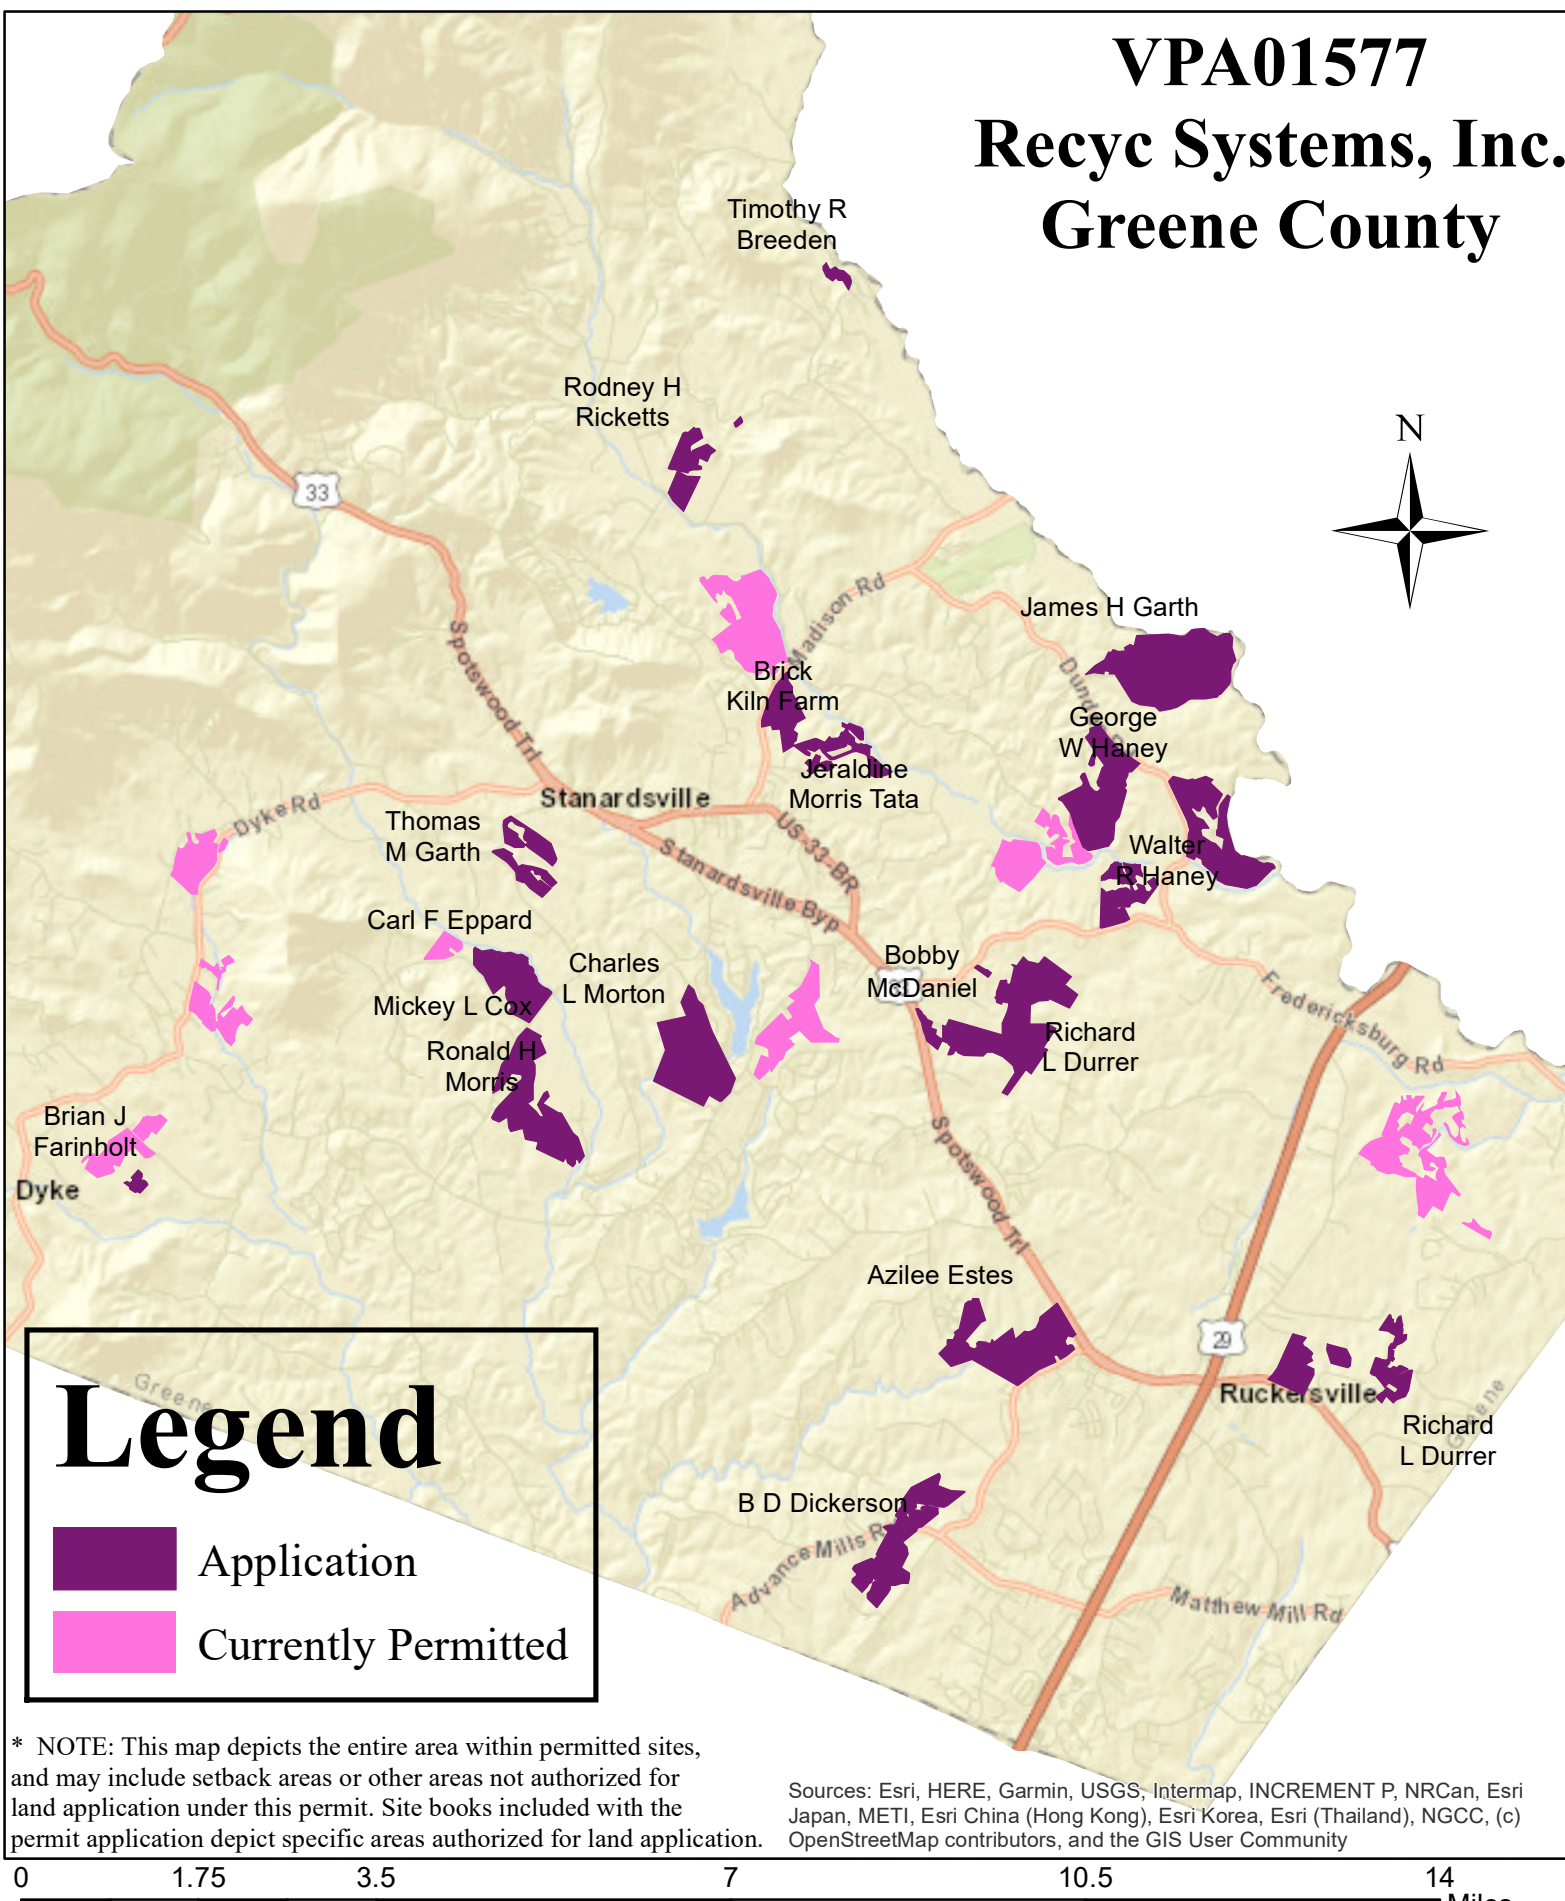 VPA01577
Recyc Systems, Inc.
Greene County
Timothy R
Breeden
Rodney H
Ricketts
N
33
Madison Rd
James H Garth
Spotswood Trl
Brick
Kiln Farm
George
W Haney
Jeraldine
Morris Tata
Stanardsville
Dyke Rd
Thomas
M Garth
US-33-BR
Stanardsville Byp
Walter
R Haney
Carl F Eppard
Charles
L Morton
Bobby
McDaniel
Mickey L Cox
Fredericksburg Rd
Richard
L Durrer
Ronald H
Morris
Brian J
Farinholt
Dyke
Spotswood Trl
Azilee Estes
29
Ruckersville
Greene
Richard
L Durrer
Greene
B D Dickerson
Advance Mills R
Matthew Mill Rd
Legend
Application
Currently Permitted
* NOTE: This map depicts the entire area within permitted sites,
and may include setback areas or other areas not authorized for
land application under this permit. Site books included with the
permit application depict specific areas authorized for land application.
Sources: Esri, HERE, Garmin, USGS, Intermap, INCREMENT P, NRCan, Esri
Japan, METI, Esri China (Hong Kong), Esri Korea, Esri (Thailand), NGCC, (c)
OpenStreetMap contributors, and the GIS User Community
0 1.75 3.5 7 10.5 14
Miles